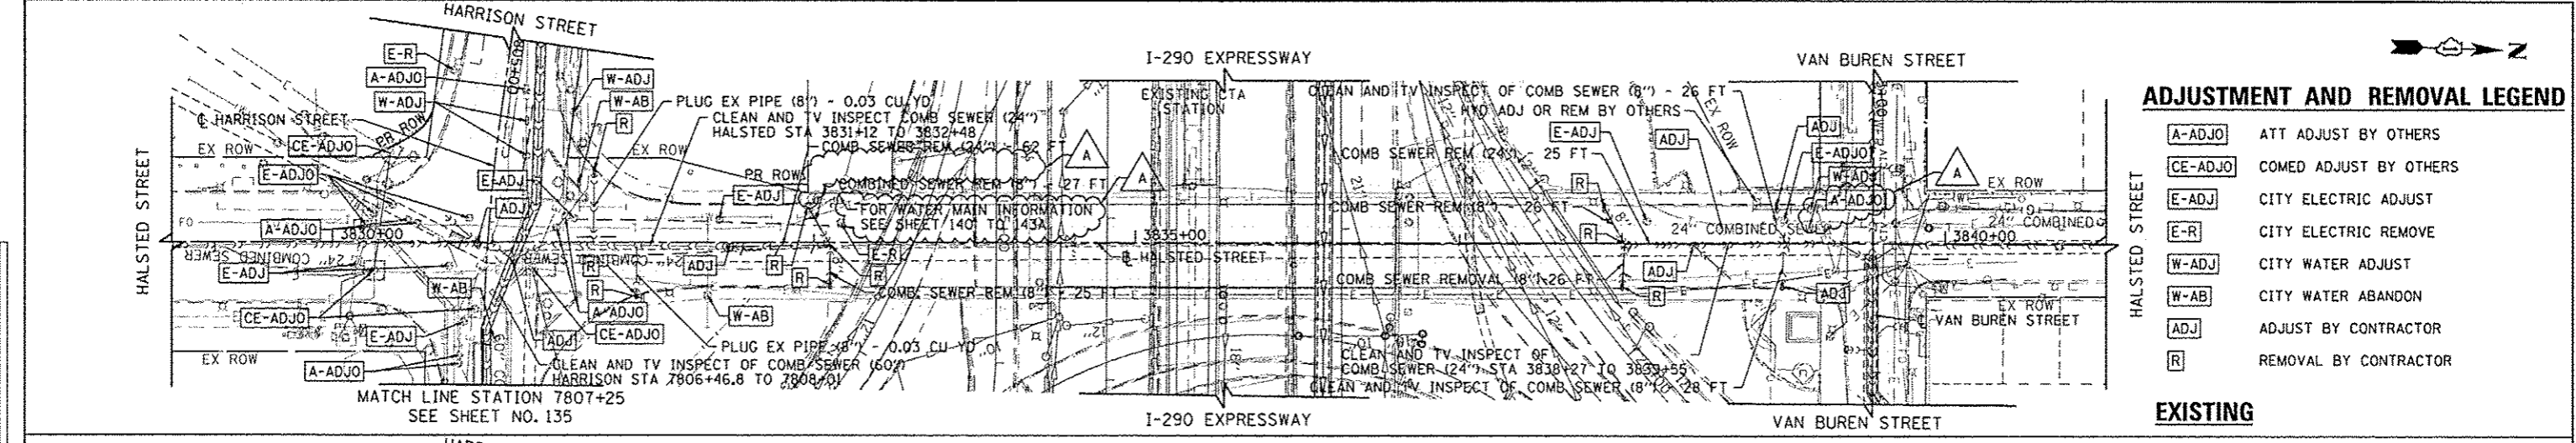 HARRISON STREET
I-290 EXPRESSWAY
VAN BUREN STREET
N
ADJUSTMENT AND REMOVAL LEGEND
A-ADJO ATT ADJUST BY OTHERS
CE-ADJO COMED ADJUST BY OTHERS
E-ADJ CITY ELECTRIC ADJUST
E-R CITY ELECTRIC REMOVE
W-ADJ CITY WATER ADJUST
W-AB CITY WATER ABANDON
ADJ ADJUST BY CONTRACTOR
R REMOVAL BY CONTRACTOR
EXISTING
E-R
A-ADJO
W-ADJ
HARRISON STREET
PR ROW
EX ROW
CE-ADJO
E-ADJO
A-ADJO
3830+00
24" COMBINED SEWER
E-ADJ
CE-ADJO
E-ADJ
EX ROW
A-ADJO
HALSTED STREET
W-ADJ
W-AB
R
PLUG EX PIPE (8") - 0.03 CU YD
CLEAN AND TV INSPECT COMB SEWER (24")
HALSTED STA 3831+12 TO 3832+48
COMB SEWER REM (24") - 62 FT
EX ROW
PR ROW
COMBINED SEWER REM (8") - 27 FT
E-ADJ
E-ADJ
ADJ
FOR WATER MAIN INFORMATION
SEE SHEET 140 TO 143A
A
A
EXISTING CTA
STATION
3835+00
HALSTED STREET
ADJ
R
R
E-R
R
R
R
W-AB
A-ADJO
CE-ADJO
ADJ
W-AB
COMB. SEWER REM (8") - 25 FT
PLUG EX PIPE (8") - 0.03 CU YD
CLEAN AND TV INSPECT OF COMB SEWER (60")
HARRISON STA 7806+46.8 TO 7808+01
MATCH LINE STATION 7807+25
SEE SHEET NO. 135
CLEAN AND TV INSPECT OF COMB SEWER (8") - 26 FT
HYD ADJ OR REM BY OTHERS
EX ROW
E-ADJ
ADJ
ADJ
E-ADJO
W-ADJ
A-ADJO
A
COMB SEWER REM (24") - 25 FT
R
COMB SEWER REM (8") - 26 FT
R
24" COMBINED SEWER
EX ROW
24" COMBINED
3840+00
COMB SEWER REMOVAL (8") - 26 FT
ADJ
R
ADJ
EX ROW
VAN BUREN STREET
HALSTED STREET
CLEAN AND TV INSPECT OF
COMB SEWER (24") STA 3838+27 TO 3839+55
CLEAN AND TV INSPECT OF COMB SEWER (8") - 28 FT
I-290 EXPRESSWAY
VAN BUREN STREET